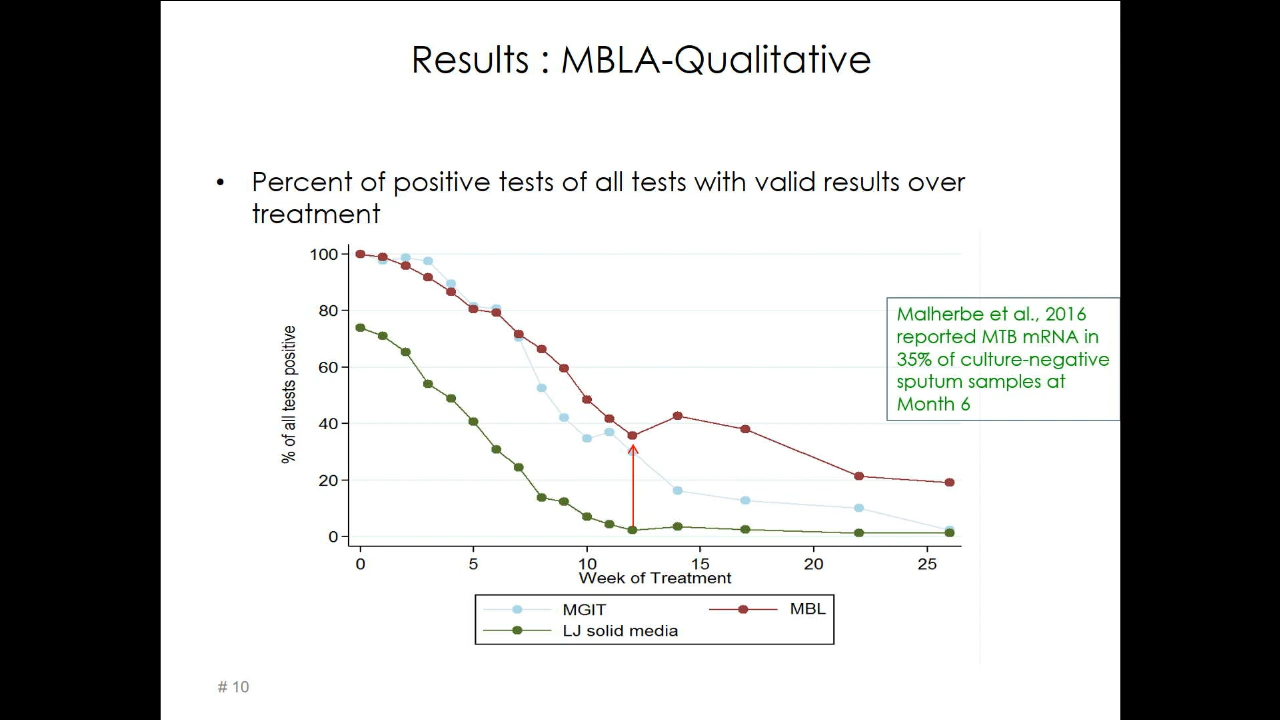 Results : MBLA-Qualitative
• Percent of positive tests of all tests with valid results over
treatment
100
80
60
40
20
0
% of all tests positive
0 5 10 15 20 25
Week of Treatment
MGIT MBL
LJ solid media
Malherbe et al., 2016
reported MTB mRNA in
35% of culture-negative
sputum samples at
Month 6
# 10